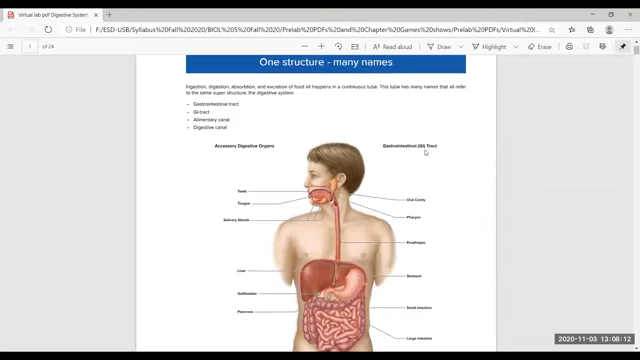 Virtual lab pdf Digestive System
File
F:/ESD-USB/Syllabus%20Fall%202020/BIOL%205%20Fall%202020/Prelab%20PDFs%20and%20Chapter%20Games%20shows/Prelab%20PDFs/Virtual%20l...
of 24
Read aloud
Draw
Highlight
Erase
One structure - many names
Ingestion, digestion, absorbtion, and excretion of food all happens in a continuous tube. This tube has many names that all refer
to the same super structure, the digestive system.
• Gastrointestinal tract
• GI-tract
• Alimentary canal
• Digestive canal
Accessory Digestive Organs
Gastrointestinal (GI) Tract
Teeth
Tongue
Salivary Glands
Liver
Gallbladder
Pancreas
Oral Cavity
Pharynx
Esophagus
Stomach
Small intestine
Large intestine
2020-11-03 13:08:12